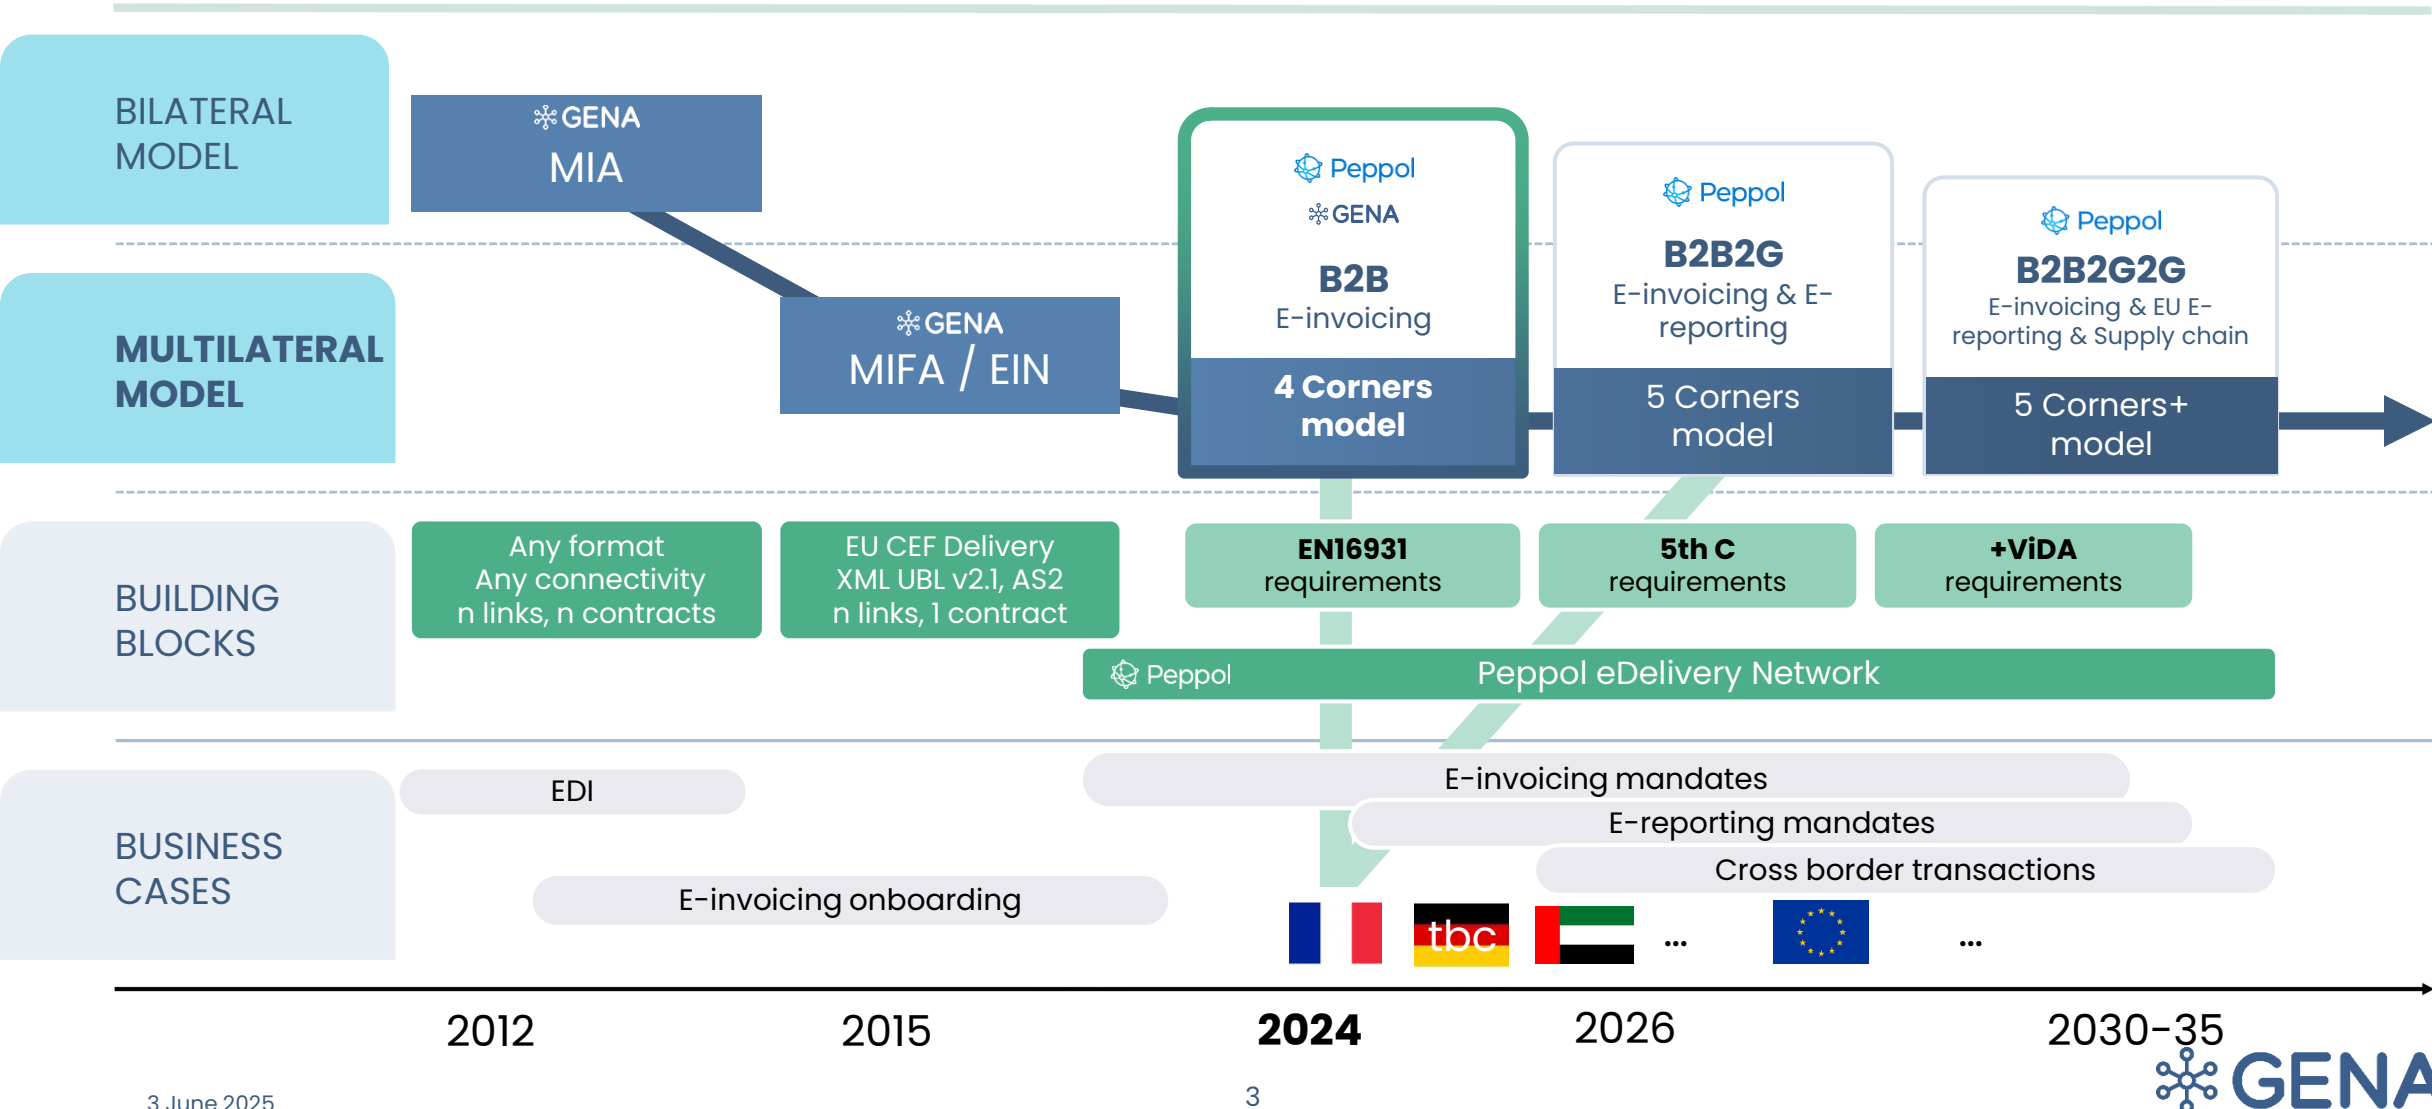 BILATERAL
MODEL
GENA
MIA
MULTILATERAL
MODEL
GENA
MIFA / EIN
Peppol
GENA
B2B
E-invoicing
4 Corners
model
Peppol
B2B2G
E-invoicing & E-
reporting
5 Corners
model
Peppol
B2B2G2G
E-invoicing & EU E-
reporting & Supply chain
5 Corners+
model
BUILDING
BLOCKS
Any format
Any connectivity
n links, n contracts
EU CEF Delivery
XML UBL v2.1, AS2
n links, 1 contract
EN16931
requirements
5th C
requirements
+ViDA
requirements
Peppol
Peppol eDelivery Network
BUSINESS
CASES
EDI
E-invoicing onboarding
E-invoicing mandates
E-reporting mandates
Cross border transactions
tbc
...
...
2012
2015
2024
2026
2030-35
3 June 2025
3
GENA